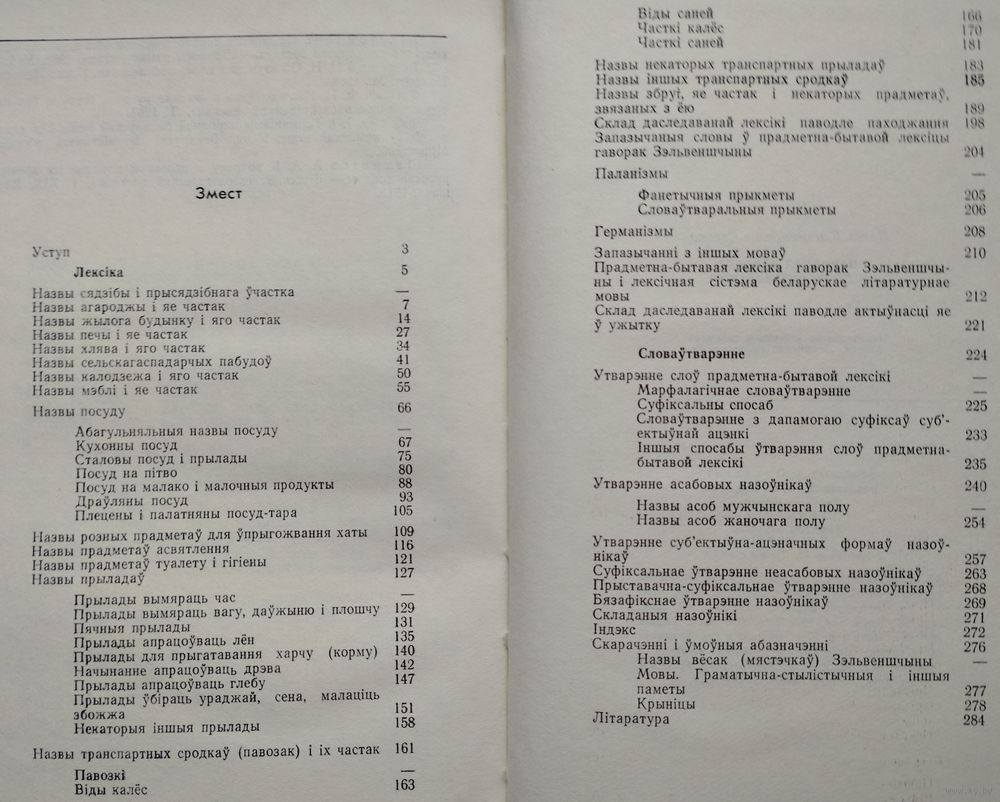 Змест
Уступ 3
Лексіка 5
Назвы сядзібы і прысядзібнага ўчастка —
Назвы агароджы і яе частак 7
Назвы жылога будынку і яго частак 14
Назвы печы і яе частак 27
Назвы хлява і яго частак 34
Назвы сельскагаспадарчых пабудоў 41
Назвы калодзежа і яго частак 50
Назвы мэблі і яе частак 55
Назвы посуду 66
Абагульняльныя назвы посуду —
Кухонны посуд 67
Сталовы посуд і прылады 75
Посуд на пітво 80
Посуд на малако і малочныя продукты 88
Драўляны посуд 93
Плецены і палатняны посуд-тара 105
Назвы розных прадметаў для ўпрыгожвання хаты 109
Назвы прадметаў асвятлення 116
Назвы прадметаў туалету і гігіены 121
Назвы прыладаў 127
Прылады вымяраць час —
Прылады вымяраць вагу, даўжыню і плошчу 129
Пячныя прылады 131
Прылады апрацоўваць лён 135
Прылады для прыгатавання харчу (корму) 140
Начынанне апрацоўваць дрэва 142
Прылады апрацоўваць глебу 147
Прылады ўбіраць ураджай, сена, малаціць
збожжа 151
Некаторыя іншыя прылады 158
Назвы транспартных сродкаў (павозак) і іх частак 161
Павозкі —
Віды калёс 163
Віды саней 166
Часткі калёс 170
Часткі саней 181
Назвы некаторых транспартных прыладаў 183
Назвы іншых транспартных сродкаў 185
Назвы збруі, яе частак і некаторых прадметаў,
звязаных з ёю 189
Склад даследаванай лексікі паводле паходжання 198
Запазычаныя словы ў прадметна-бытавой лексіцы
гаворак Зэльвеншчыны 204
Паланізмы —
Фанетычныя прыкметы 205
Словаўтваральныя прыкметы 206
Германізмы 208
Запазычанні з іншых моваў 210
Прадметна-бытавая лексіка гаворак Зэльвеншчы-
ны і лексічная сістэма беларускае літаратурнае
мовы 212
Склад даследаванай лексікі паводле актыўнасці яе
ў ужытку 221
Словаўтварэнне 224
Утварэнне слоў прадметна-бытавой лексікі —
Марфалагічнае словаўтварэнне —
Суфіксальны спосаб 225
Словаўтварэнне з дапамогаю суфіксаў суб'-
ектыўнай ацэнкі 233
Іншыя спосабы ўтварэння слоў прадметна-
бытавой лексікі 235
Утварэнне асабовых назоўнікаў 240
Назвы асоб мужчынскага полу —
Назвы асоб жаночага полу 254
Утварэнне суб'ектыўна-ацэначных формаў назоў-
нікаў 257
Суфіксальнае ўтварэнне неасабовых назоўнікаў 263
Прыставачна-суфіксальнае ўтварэнне назоўнікаў 268
Бязафікснае ўтварэнне назоўнікаў 269
Складаныя назоўнікі 271
Індэкс 272
Скарачэнні і ўмоўныя абазначэнні 276
Назвы вёсак (мястэчкаў) Зэльвеншчыны —
Мовы. Граматычна-стылістычныя і іншыя
паметы 277
Крыніцы 278
Літаратура 284